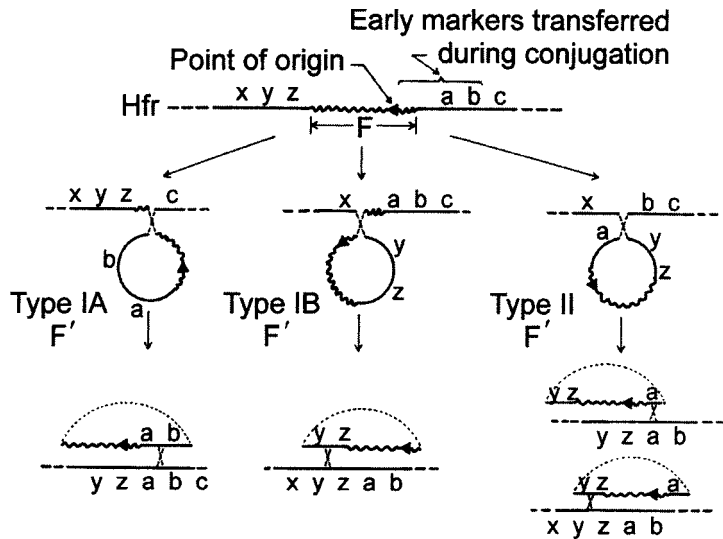 Early markers transferred
during conjugation
Point of origin
Hfr
x y z
a b c
F
x y z
c
b
a
Type IA
F′
x
a b c
y
z
Type IB
F′
x
b c
a
y
z
Type II
F′
a b
y z a b c
y z
x y z a b
y z
a
y z a b
y z
a
x y z a b